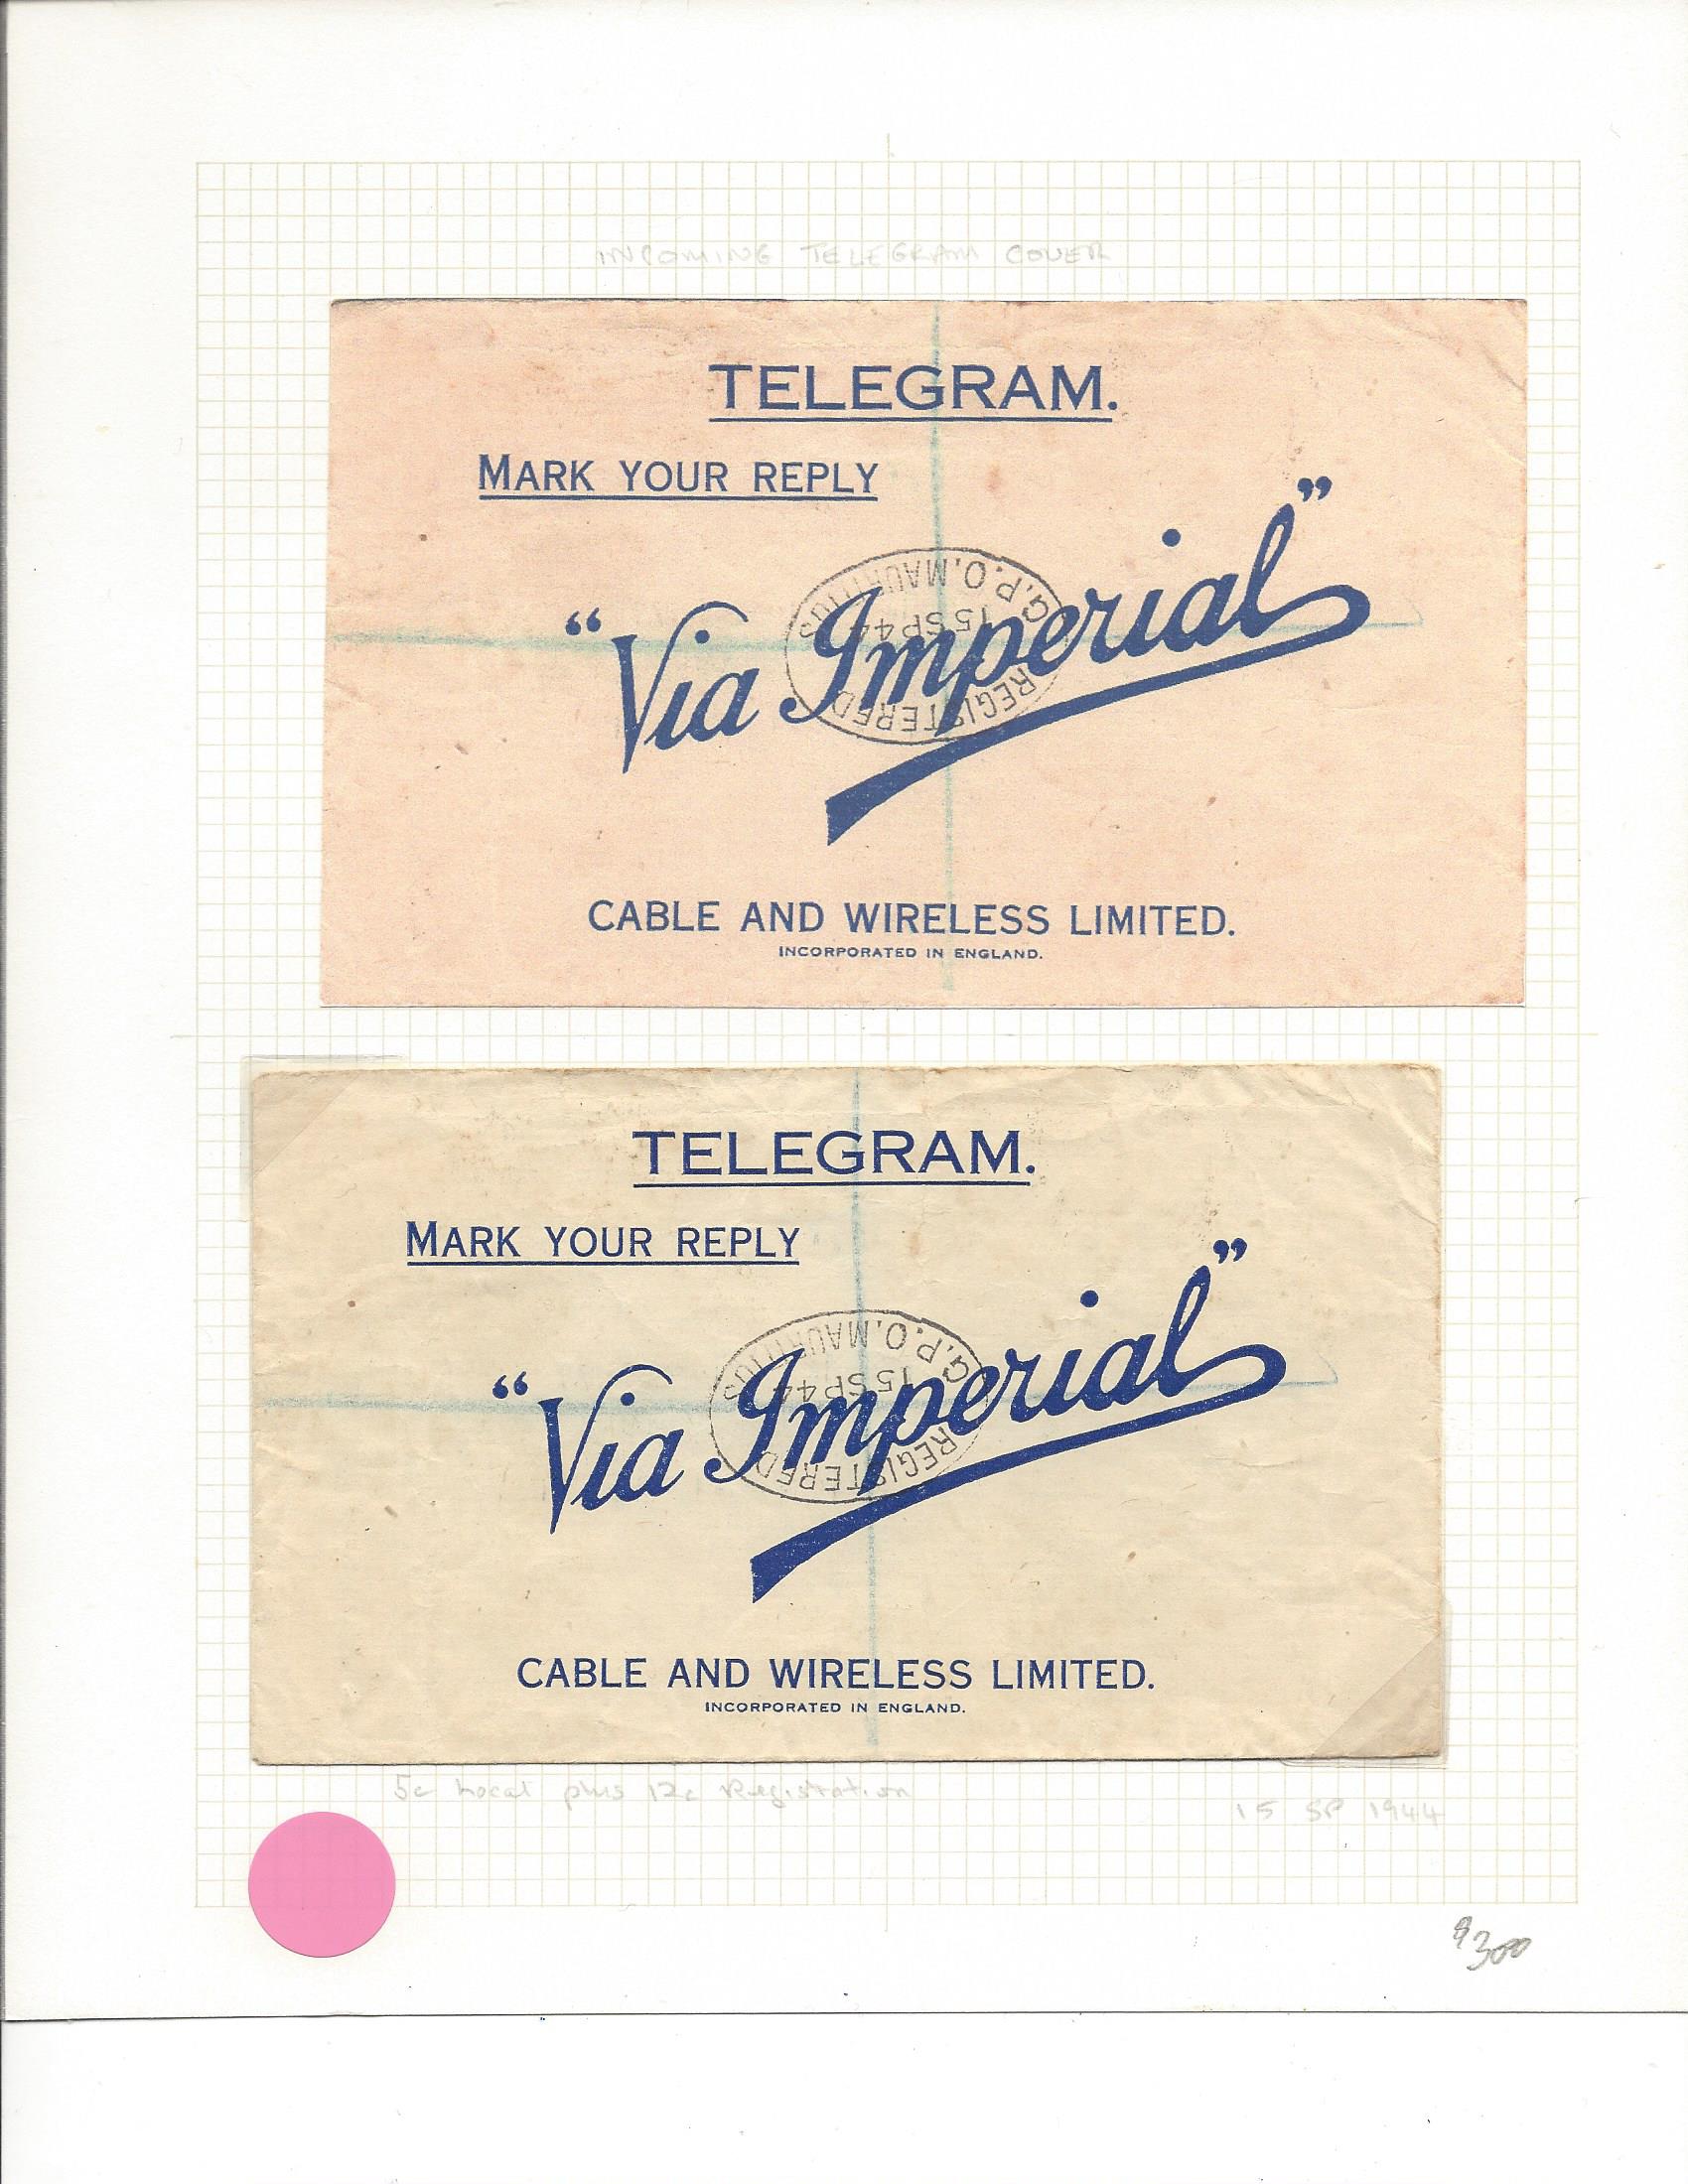 INCOMING TELEGRAM COVER
TELEGRAM.
MARK YOUR REPLY
“Via Imperial”
G.P.O. MAURITIUS
15 SP 44
REGISTERED
CABLE AND WIRELESS LIMITED.
INCORPORATED IN ENGLAND.
TELEGRAM.
MARK YOUR REPLY
“Via Imperial”
G.P.O. MAURITIUS
15 SP 44
REGISTERED
CABLE AND WIRELESS LIMITED.
INCORPORATED IN ENGLAND.
5c Local plus 12c Registration
15 SP 1944
300